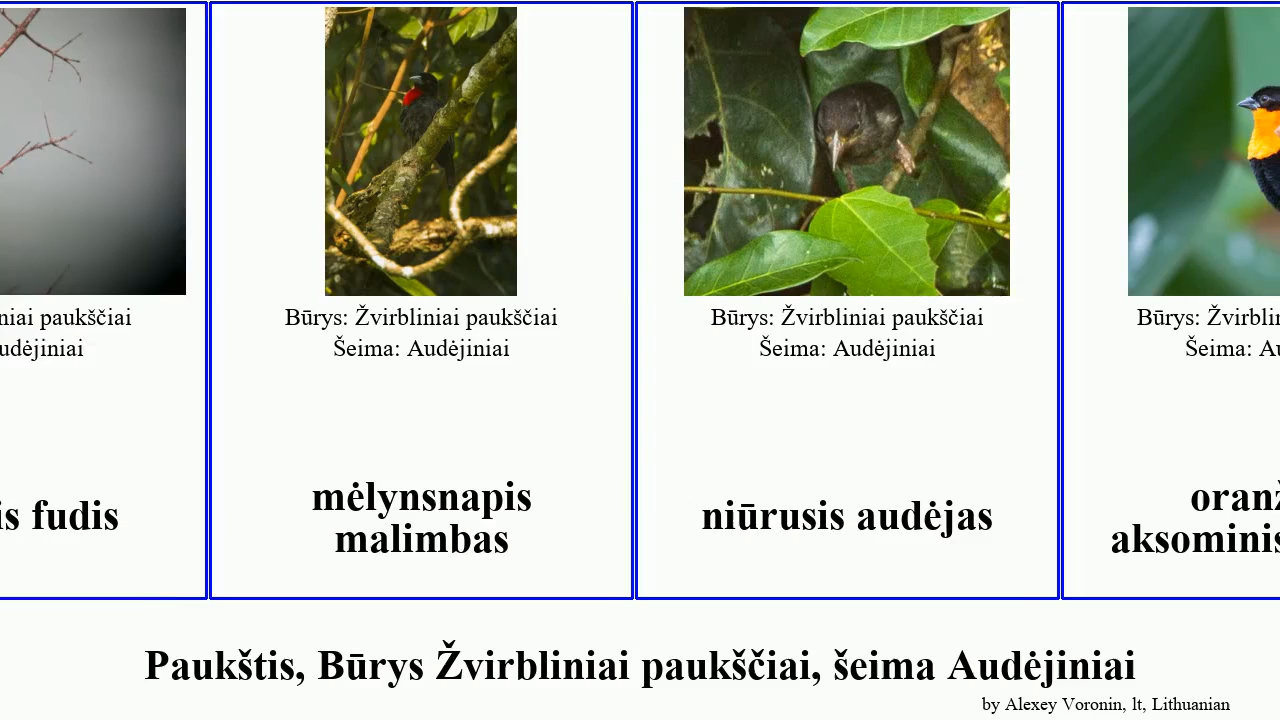 niai paukščiai
udėjiniai
is fudis
Būrys: Žvirbliniai paukščiai
Šeima: Audėjiniai
mėlynsnapis
malimbas
Būrys: Žvirbliniai paukščiai
Šeima: Audėjiniai
niūrusis audėjas
Būrys: Žvirblin
Šeima: Au
oranž
aksominis
Paukštis, Būrys Žvirbliniai paukščiai, šeima Audėjiniai
by Alexey Voronin, lt, Lithuanian